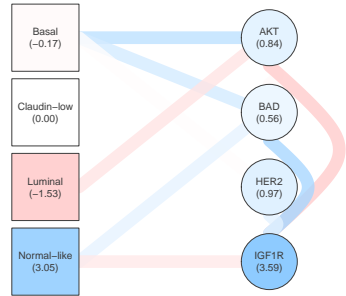 Basal
(−0.17)
Claudin−low
(0.00)
Luminal
(−1.53)
Normal−like
(3.05)
AKT
(0.84)
BAD
(0.56)
HER2
(0.97)
IGF1R
(3.59)